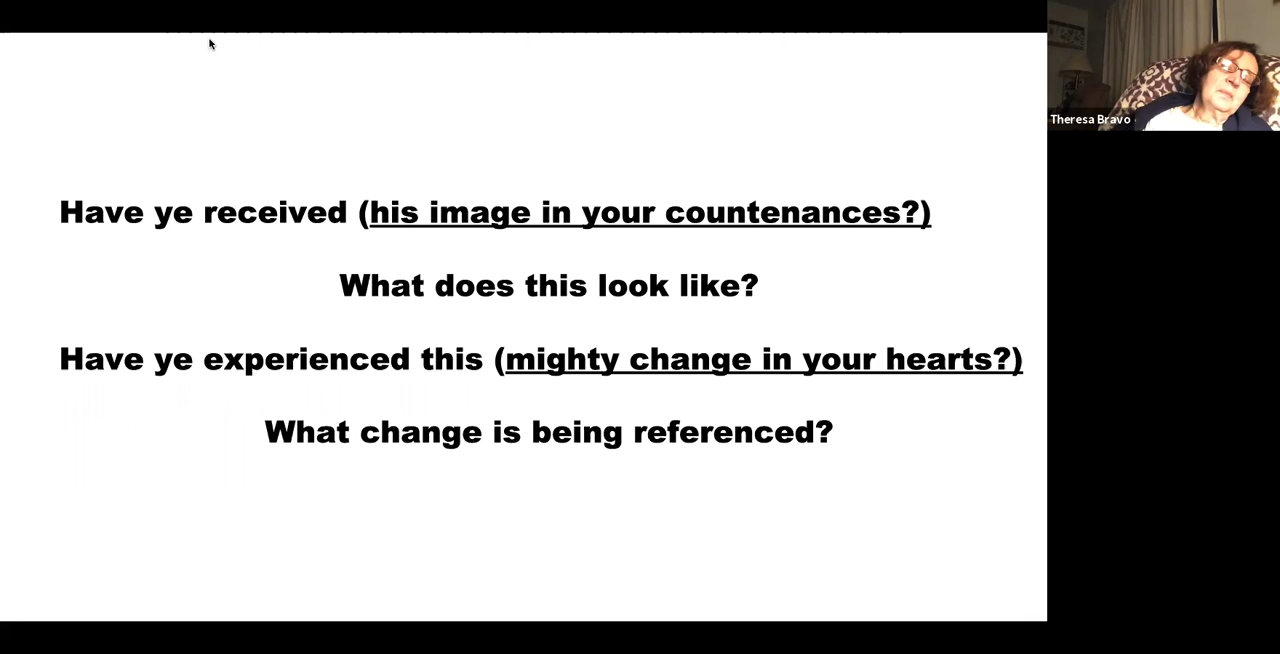 Have ye received (his image in your countenances?)
What does this look like?
Have ye experienced this (mighty change in your hearts?)
What change is being referenced?
Theresa Bravo